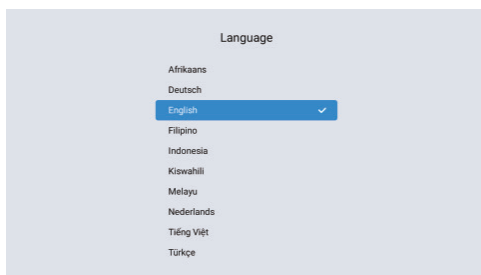 Language
Afrikaans
Deutsch
English
Filipino
Indonesia
Kiswahili
Melayu
Nederlands
Tiếng Việt
Türkçe